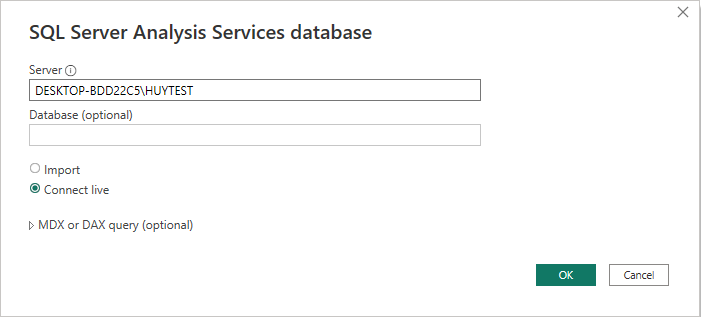 SQL Server Analysis Services database
Server
DESKTOP-BDD22C5\HUYTEST
Database (optional)
Import
Connect live
MDX or DAX query (optional)
OK
Cancel